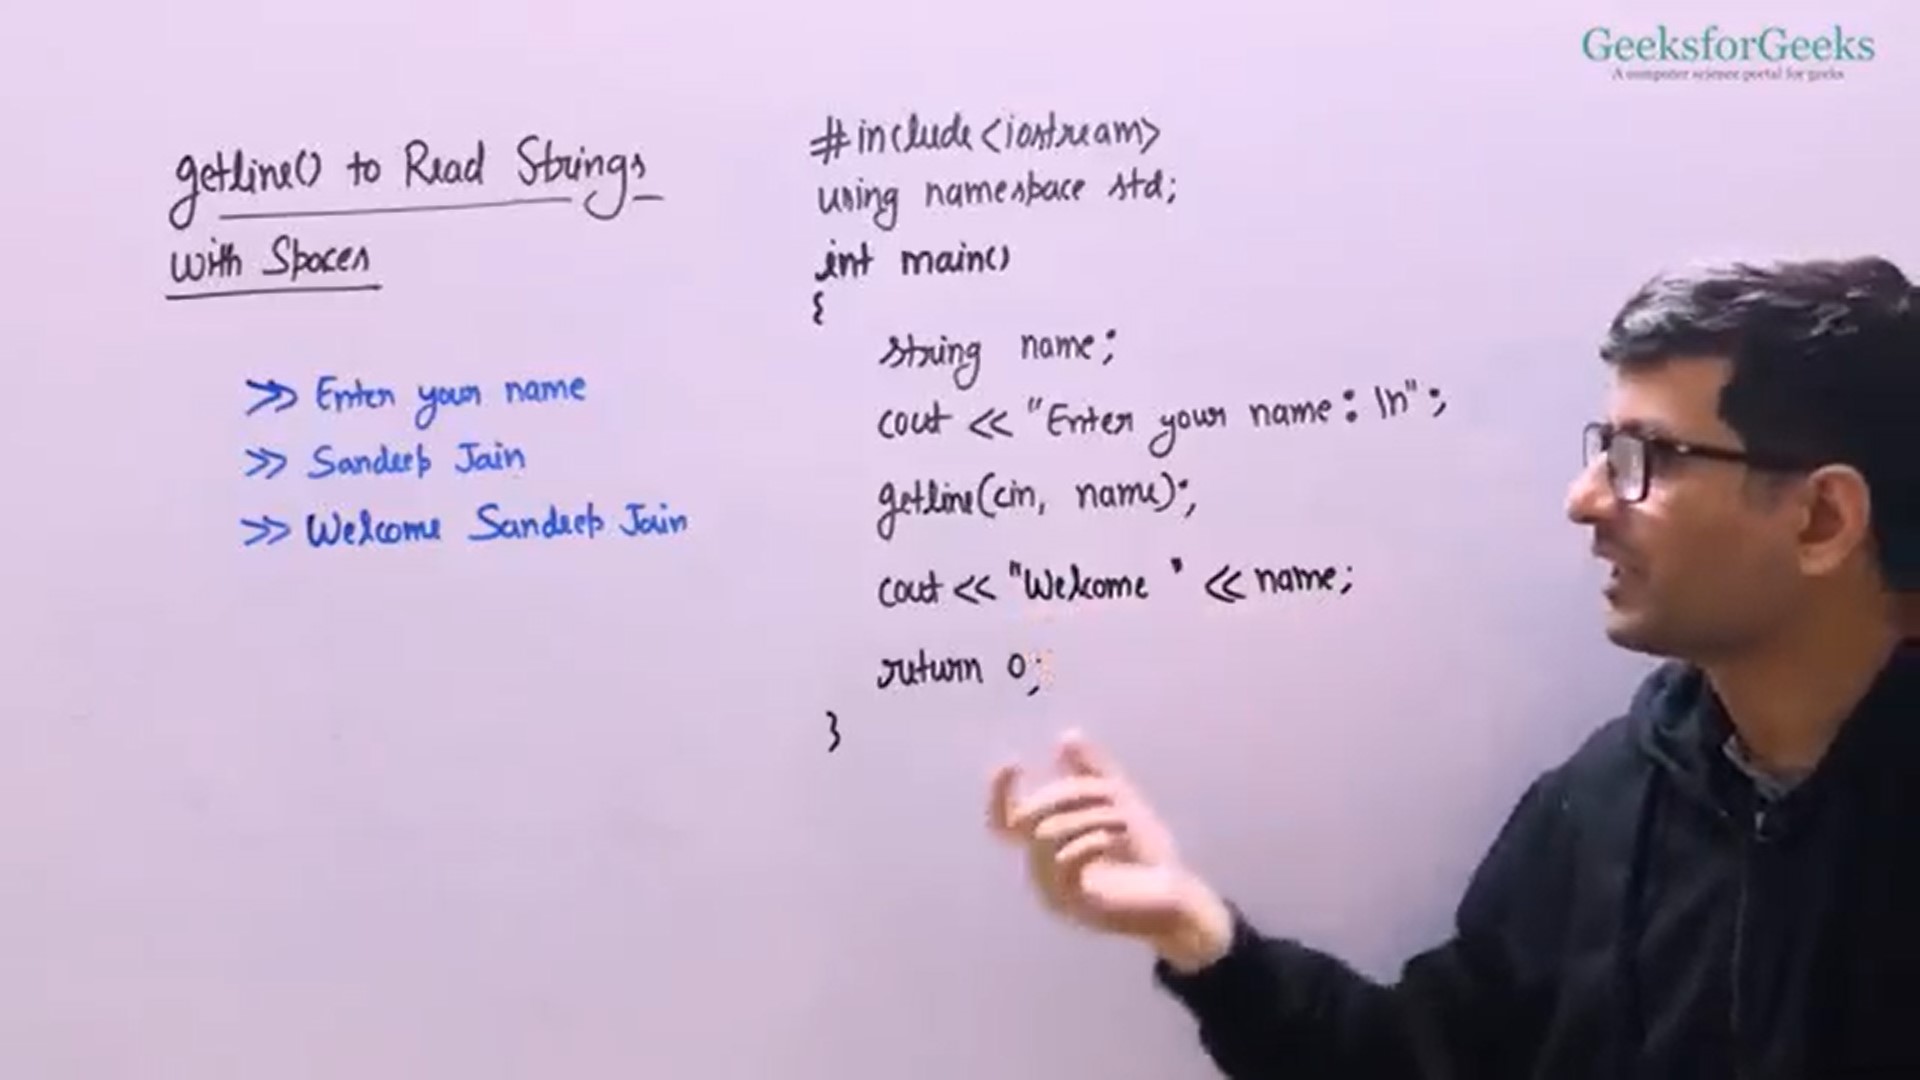 GeeksforGeeks
A computer science portal for geeks
getline() to Read Strings
with Spaces
>> Enter your name
>> Sandeep Jain
>> Welcome Sandeep Jain
#include<iostream>
using namespace std;
int main()
{
string name;
cout << "Enter your name: \n";
getline(cin, name);
cout << "Welcome " << name;
return 0;
}